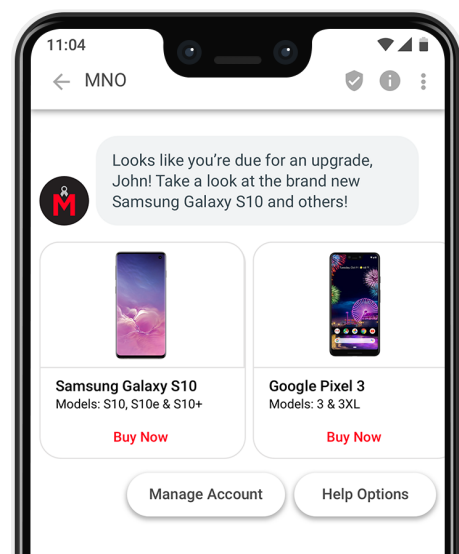 11:04
MNO
Looks like you’re due for an upgrade,
John! Take a look at the brand new
Samsung Galaxy S10 and others!
M
Samsung Galaxy S10
Models: S10, S10e & S10+
Buy Now
Google Pixel 3
Models: 3 & 3XL
Buy Now
Manage Account
Help Options